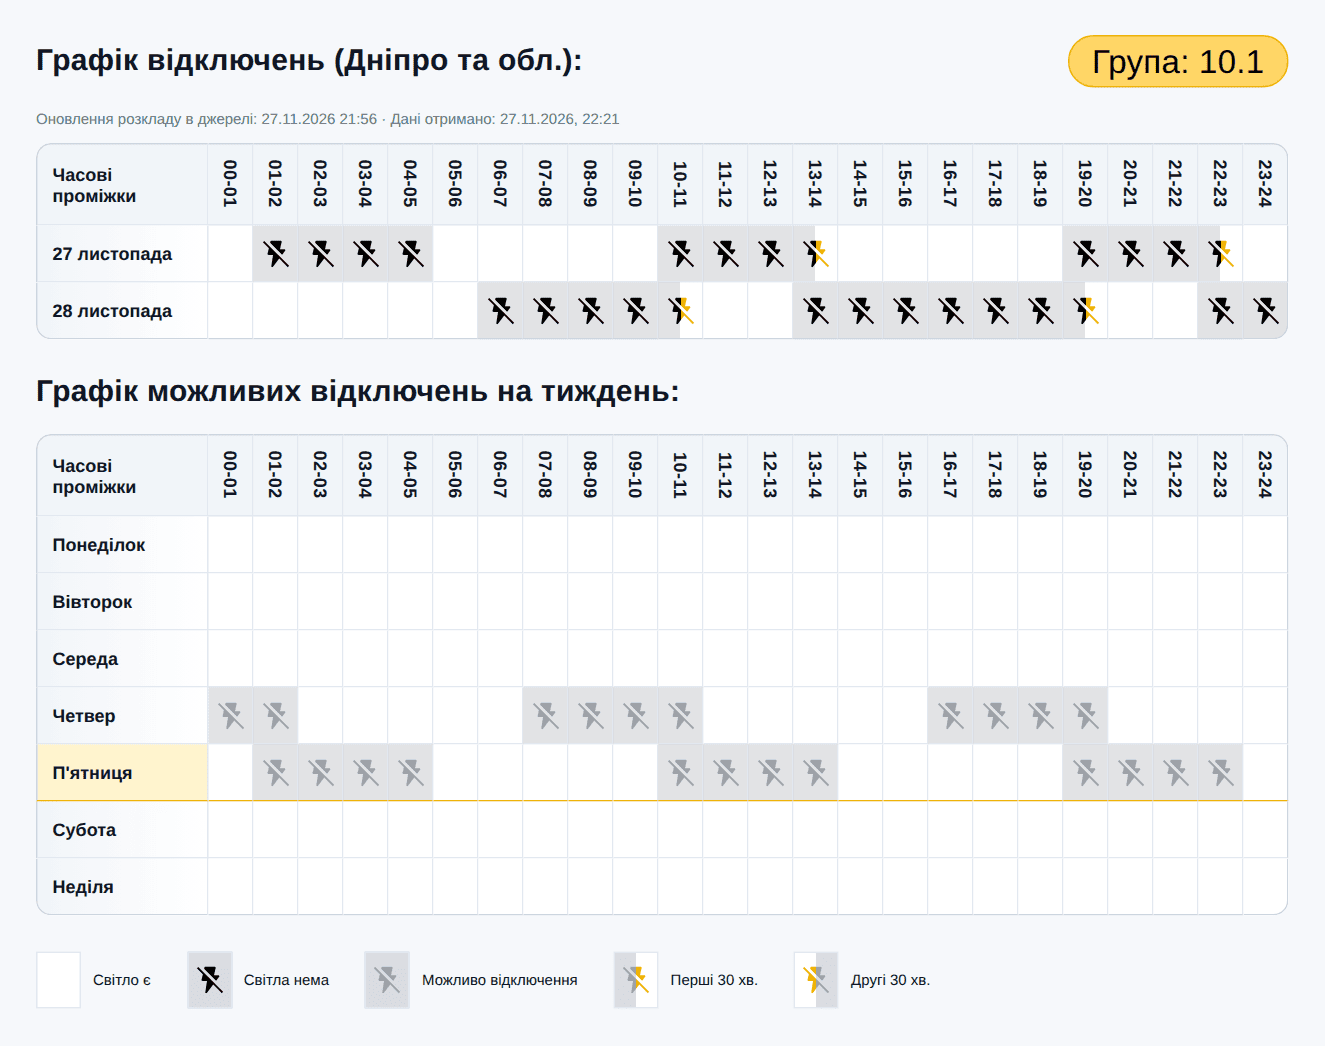 Графік відключень (Дніпро та обл.):
Група: 10.1
Оновлення розкладу в джерелі: 27.11.2026 21:56 · Дані отримано: 27.11.2026, 22:21
Часові проміжки 00-01 01-02 02-03 03-04 04-05 05-06 06-07 07-08 08-09 09-10 10-11 11-12 12-13 13-14 14-15 15-16 16-17 17-18 18-19 19-20 20-21 21-22 22-23 23-24
27 листопада
28 листопада
Графік можливих відключень на тиждень:
Часові проміжки 00-01 01-02 02-03 03-04 04-05 05-06 06-07 07-08 08-09 09-10 10-11 11-12 12-13 13-14 14-15 15-16 16-17 17-18 18-19 19-20 20-21 21-22 22-23 23-24
Понеділок
Вівторок
Середа
Четвер
П'ятниця
Субота
Неділя
Світло є Світла нема Можливо відключення Перші 30 хв. Другі 30 хв.